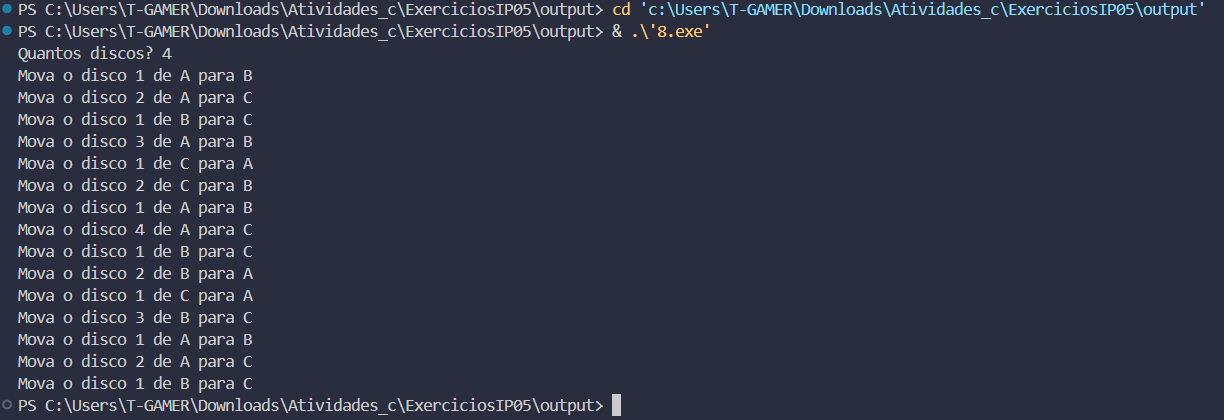 PS C:\Users\T-GAMER\Downloads\Atividades_c\ExerciciosIP05\output> cd 'c:\Users\T-GAMER\Downloads\Atividades_c\ExerciciosIP05\output'
PS C:\Users\T-GAMER\Downloads\Atividades_c\ExerciciosIP05\output> & .\'8.exe'
Quantos discos? 4
Mova o disco 1 de A para B
Mova o disco 2 de A para C
Mova o disco 1 de B para C
Mova o disco 3 de A para B
Mova o disco 1 de C para A
Mova o disco 2 de C para B
Mova o disco 1 de A para B
Mova o disco 4 de A para C
Mova o disco 1 de B para C
Mova o disco 2 de B para A
Mova o disco 1 de C para A
Mova o disco 3 de B para C
Mova o disco 1 de A para B
Mova o disco 2 de A para C
Mova o disco 1 de B para C
PS C:\Users\T-GAMER\Downloads\Atividades_c\ExerciciosIP05\output>